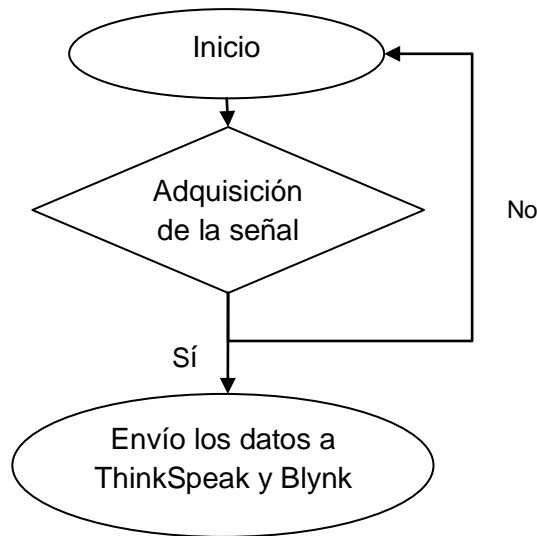 Inicio
Adquisición
de la señal
No
Sí
Envío los datos a
ThinkSpeak y Blynk